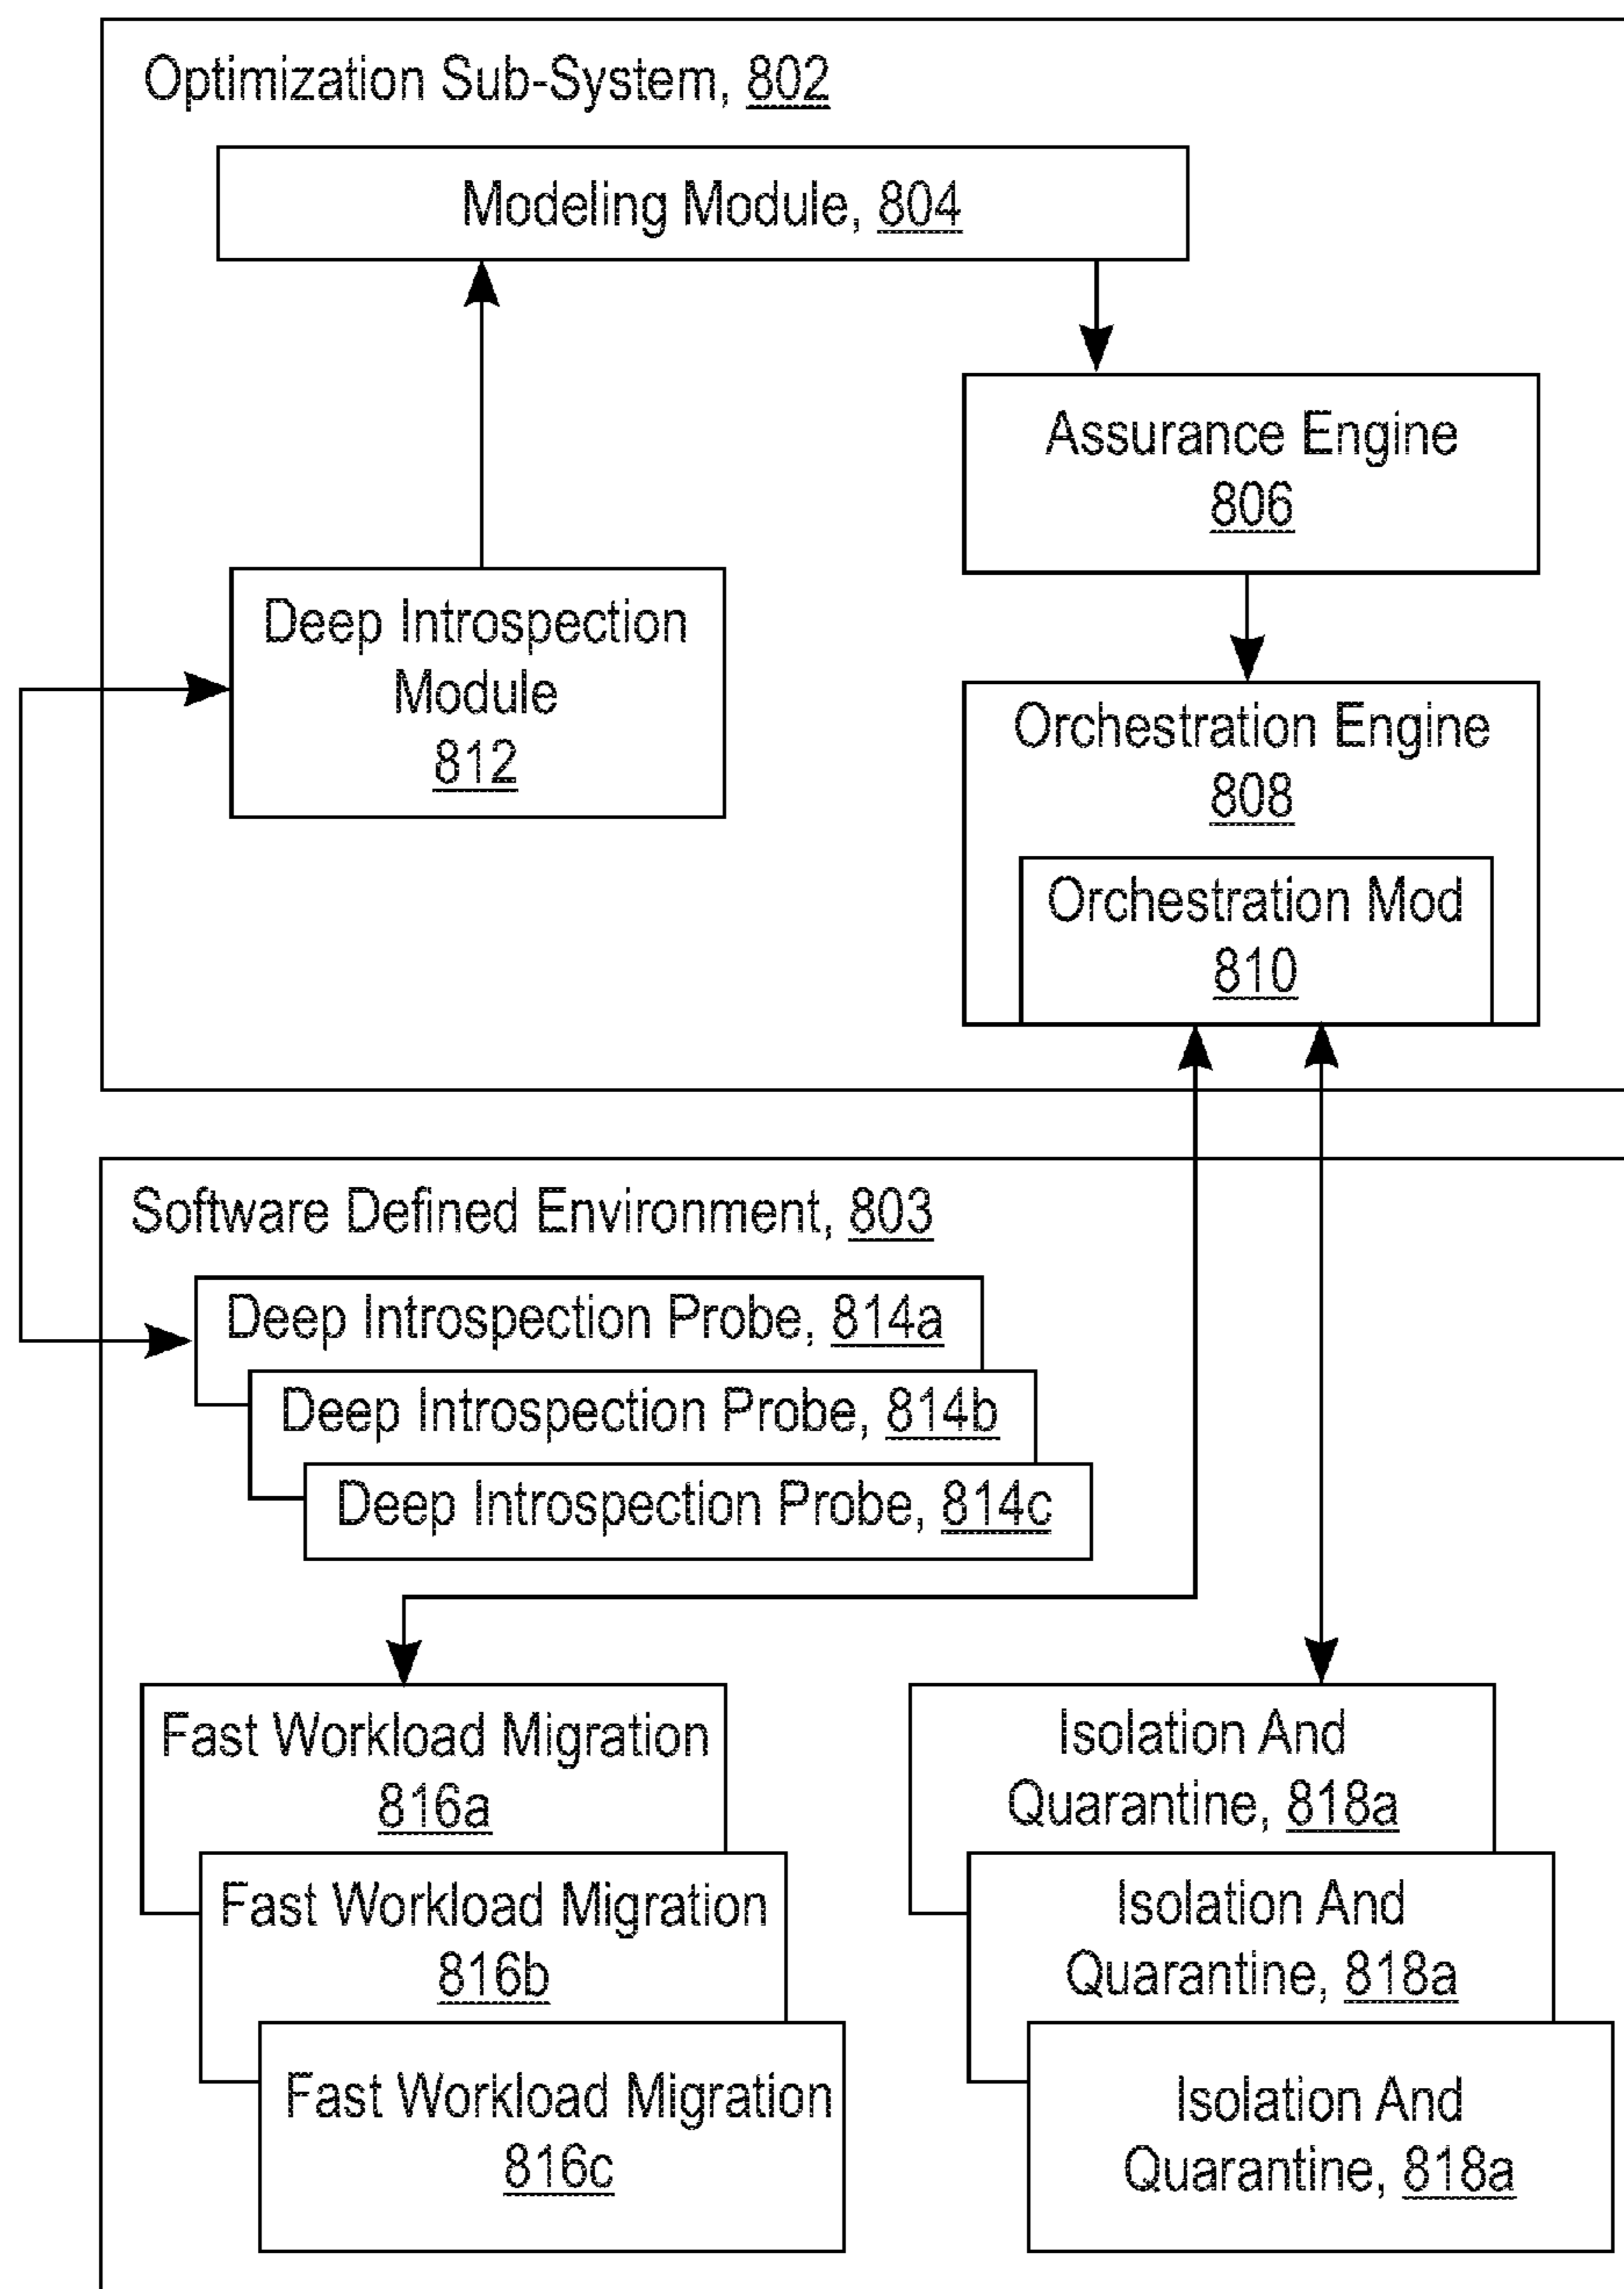 Optimization Sub-System, 802
Modeling Module, 804
Assurance Engine
806
Deep Introspection
Module
812
Orchestration Engine
808
Orchestration Mod
810
Software Defined Environment, 803
Deep Introspection Probe, 814a
Deep Introspection Probe, 814b
Deep Introspection Probe, 814c
Fast Workload Migration
816a
Fast Workload Migration
816b
Fast Workload Migration
816c
Isolation And
Quarantine, 818a
Isolation And
Quarantine, 818a
Isolation And
Quarantine, 818a